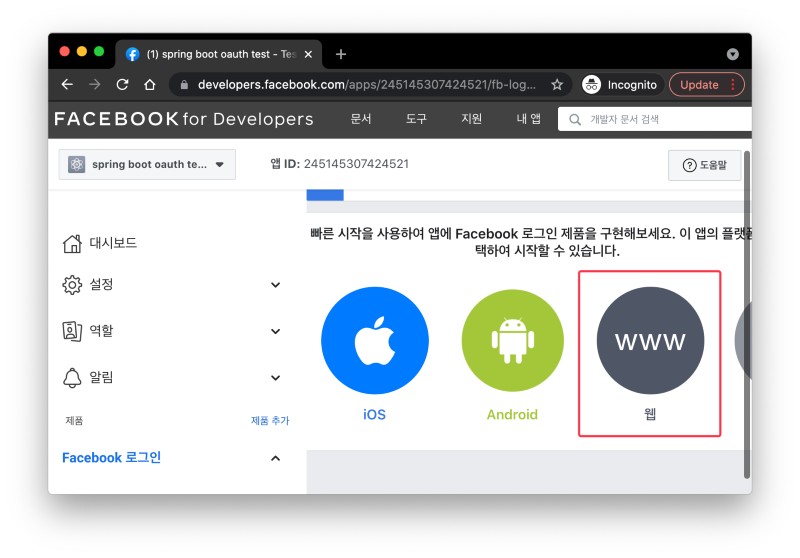 (1) spring boot oauth test - Tes
developers.facebook.com/apps/245145307424521/fb-log...
Incognito
Update
FACEBOOK for Developers
문서
도구
지원
내 앱
개발자 문서 검색
spring boot oauth te...
앱 ID: 245145307424521
도움말
대시보드
설정
역할
알림
제품
제품 추가
Facebook 로그인
빠른 시작을 사용하여 앱에 Facebook 로그인 제품을 구현해보세요. 이 앱의 플랫폼
택하여 시작할 수 있습니다.
iOS
Android
WWW
웹